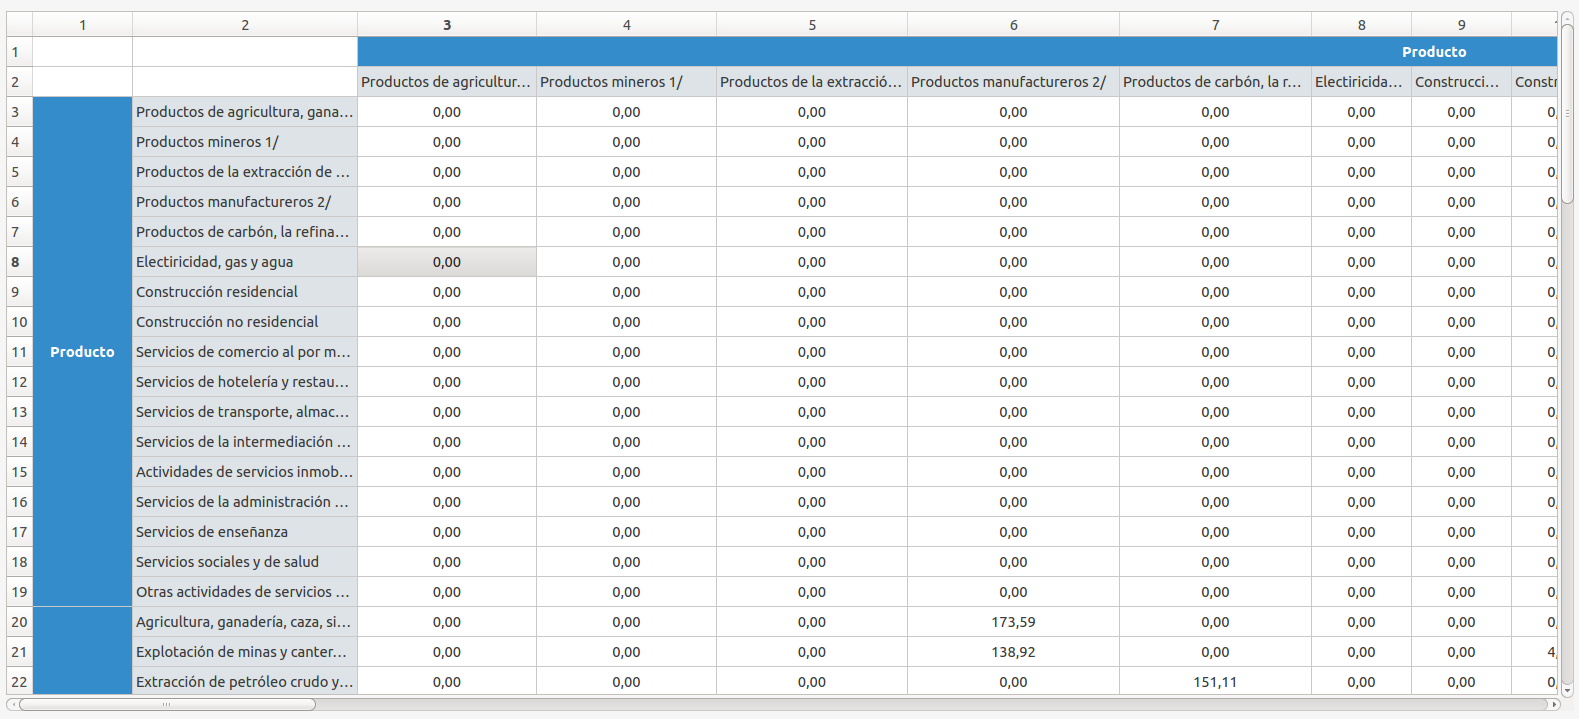 1 2 3 4 5 6 7 8 9
1 Producto
2 Productos de agricultur... Productos mineros 1/ Productos de la extracció... Productos manufactureros 2/ Productos de carbón, la r... Electiricida... Construcci... Constr
3 Productos de agricultura, gana... 0,00 0,00 0,00 0,00 0,00 0,00 0,00 0,
4 Productos mineros 1/ 0,00 0,00 0,00 0,00 0,00 0,00 0,00 0,
5 Productos de la extracción de ... 0,00 0,00 0,00 0,00 0,00 0,00 0,00 0,
6 Productos manufactureros 2/ 0,00 0,00 0,00 0,00 0,00 0,00 0,00 0,
7 Productos de carbón, la refina... 0,00 0,00 0,00 0,00 0,00 0,00 0,00 0,
8 Electiricidad, gas y agua 0,00 0,00 0,00 0,00 0,00 0,00 0,00 0,
9 Construcción residencial 0,00 0,00 0,00 0,00 0,00 0,00 0,00 0,
10 Construcción no residencial 0,00 0,00 0,00 0,00 0,00 0,00 0,00 0,
11 Producto Servicios de comercio al por m... 0,00 0,00 0,00 0,00 0,00 0,00 0,00 0,
12 Servicios de hotelería y restau... 0,00 0,00 0,00 0,00 0,00 0,00 0,00 0,
13 Servicios de transporte, almac... 0,00 0,00 0,00 0,00 0,00 0,00 0,00 0,
14 Servicios de la intermediación ... 0,00 0,00 0,00 0,00 0,00 0,00 0,00 0,
15 Actividades de servicios inmob... 0,00 0,00 0,00 0,00 0,00 0,00 0,00 0,
16 Servicios de la administración ... 0,00 0,00 0,00 0,00 0,00 0,00 0,00 0,
17 Servicios de enseñanza 0,00 0,00 0,00 0,00 0,00 0,00 0,00 0,
18 Servicios sociales y de salud 0,00 0,00 0,00 0,00 0,00 0,00 0,00 0,
19 Otras actividades de servicios ... 0,00 0,00 0,00 0,00 0,00 0,00 0,00 0,
20 Agricultura, ganadería, caza, si... 0,00 0,00 0,00 173,59 0,00 0,00 0,00 0,
21 Explotación de minas y canter... 0,00 0,00 0,00 138,92 0,00 0,00 0,00 4,
22 Extracción de petróleo crudo y... 0,00 0,00 0,00 0,00 151,11 0,00 0,00 0,